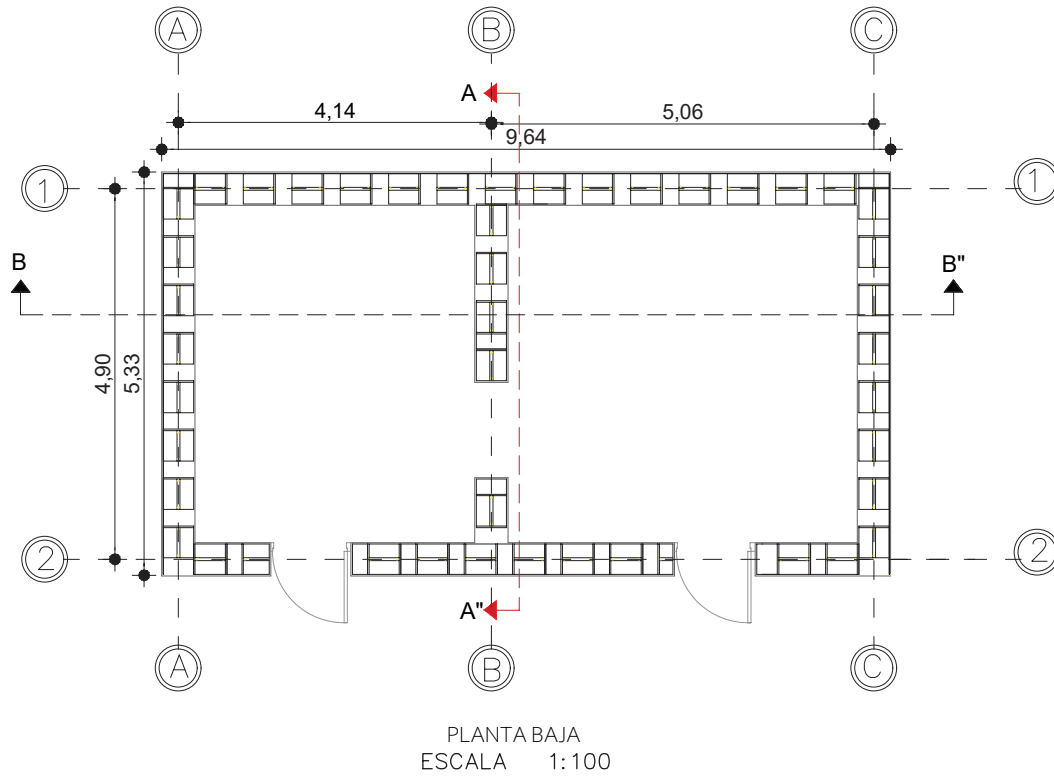 A B C
A
4,14 5,06
9,64
1 1
B B"
4,90 5,33
2 2
A"
A B C
PLANTA BAJA
ESCALA 1:100